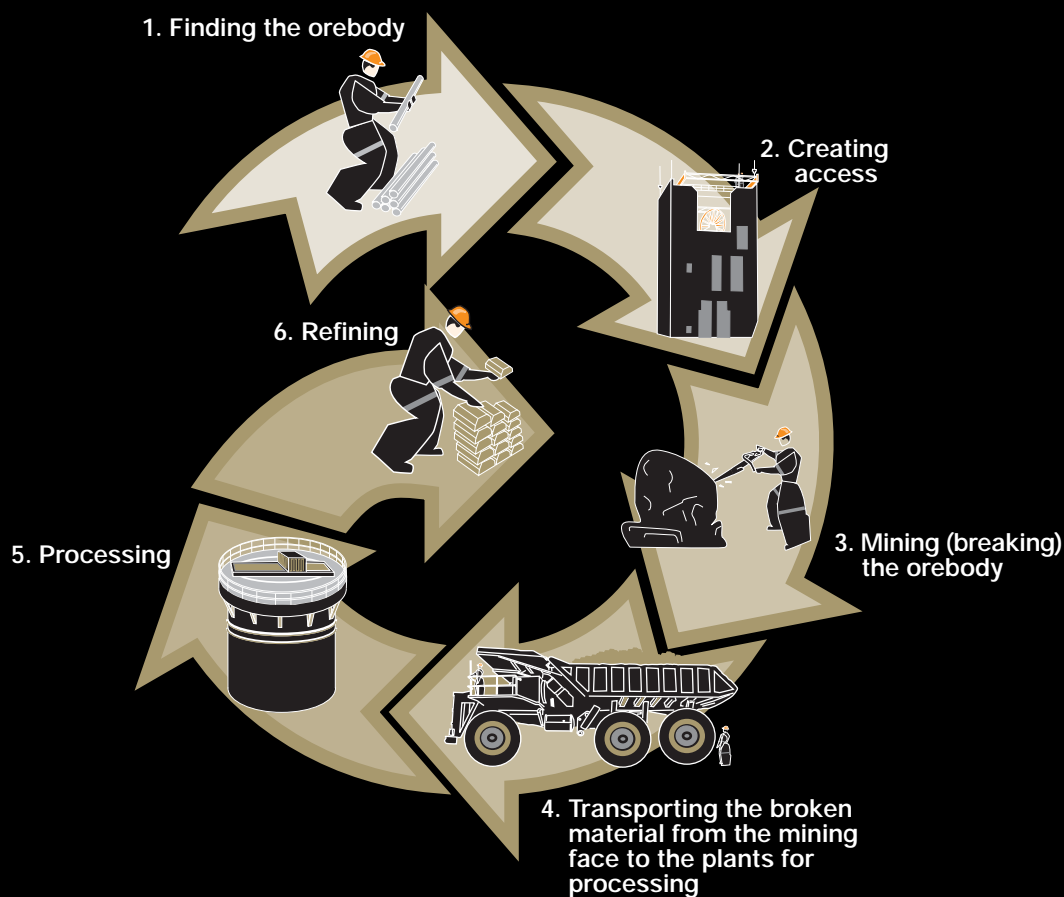 1. Finding the orebody
2. Creating
access
3. Mining (breaking)
the orebody
4. Transporting the broken
material from the mining
face to the plants for
processing
5. Processing
6. Refining